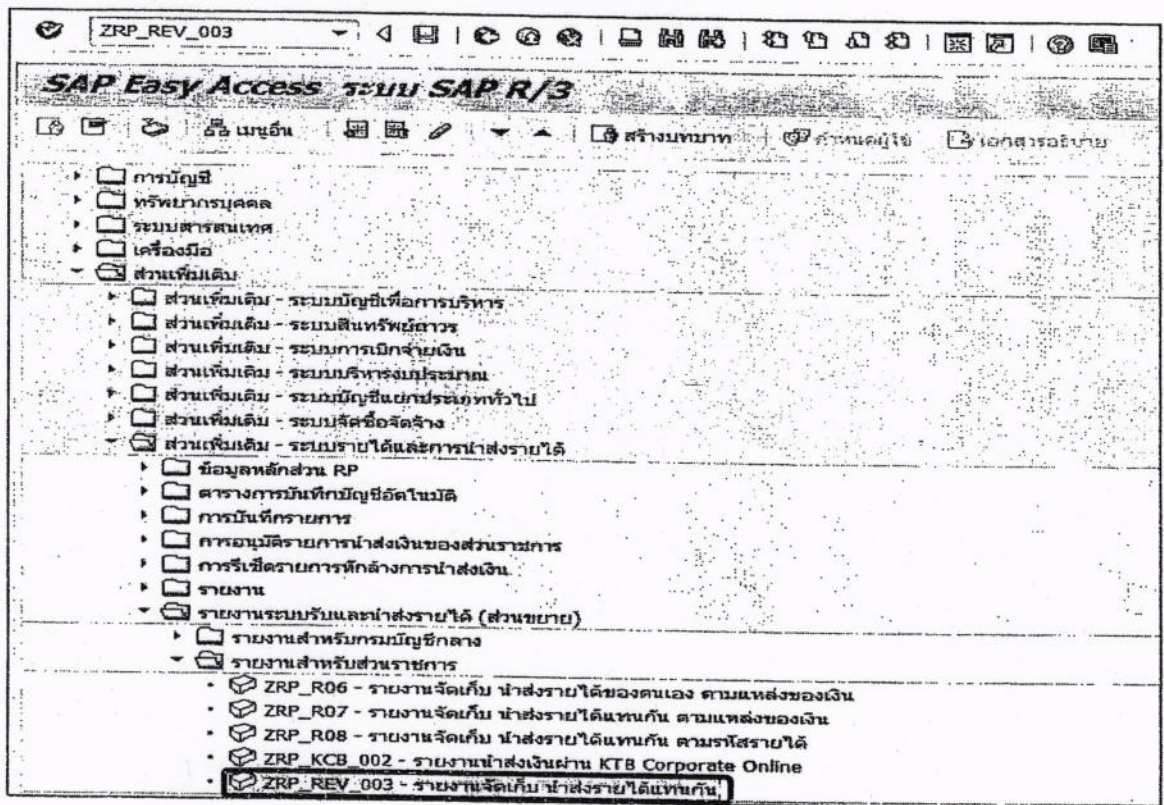 ZRP_REV_003
SAP Easy Access ระบบ SAP R/3
เมนูอื่น สร้างบทบาท กำหนดผู้ใช้ เอกสารอธิบาย
การบัญชี
ทรัพยากรบุคคล
ระบบสารสนเทศ
เครื่องมือ
ส่วนเพิ่มเติม
ส่วนเพิ่มเติม - ระบบบัญชีเพื่อการบริหาร
ส่วนเพิ่มเติม - ระบบสินทรัพย์ถาวร
ส่วนเพิ่มเติม - ระบบการเบิกจ่ายเงิน
ส่วนเพิ่มเติม - ระบบบริหารงบประมาณ
ส่วนเพิ่มเติม - ระบบบัญชีแยกประเภททั่วไป
ส่วนเพิ่มเติม - ระบบจัดซื้อจัดจ้าง
ส่วนเพิ่มเติม - ระบบรายได้และการนำส่งรายได้
ข้อมูลหลักส่วน RP
ตารางการบันทึกบัญชีอัตโนมัติ
การบันทึกรายการ
การอนุมัติรายการนำส่งเงินของส่วนราชการ
การรีเซ็ตรายการหักล้างการนำส่งเงิน
รายงาน
รายงานระบบรับและนำส่งรายได้ (ส่วนขยาย)
รายงานสำหรับกรมบัญชีกลาง
รายงานสำหรับส่วนราชการ
ZRP_R06 - รายงานจัดเก็บ นำส่งรายได้ของตนเอง ตามแหล่งของเงิน
ZRP_R07 - รายงานจัดเก็บ นำส่งรายได้แทนกัน ตามแหล่งของเงิน
ZRP_R08 - รายงานจัดเก็บ นำส่งรายได้แทนกัน ตามรหัสรายได้
ZRP_KCB_002 - รายงานนำส่งเงินผ่าน KTB Corporate Online
ZRP_REV_003 - รายงานจัดเก็บ นำส่งรายได้แทนกัน